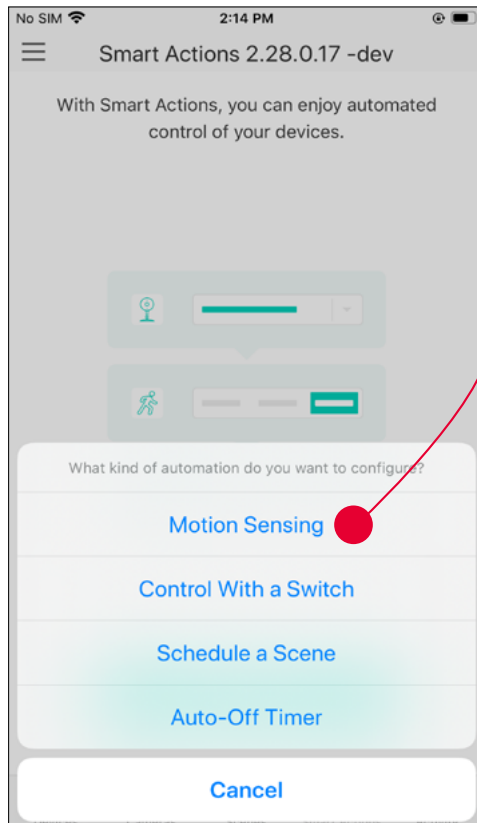 No SIM 2:14 PM
Smart Actions 2.28.0.17 -dev
With Smart Actions, you can enjoy automated
control of your devices.
What kind of automation do you want to configure?
Motion Sensing
Control With a Switch
Schedule a Scene
Auto-Off Timer
Cancel